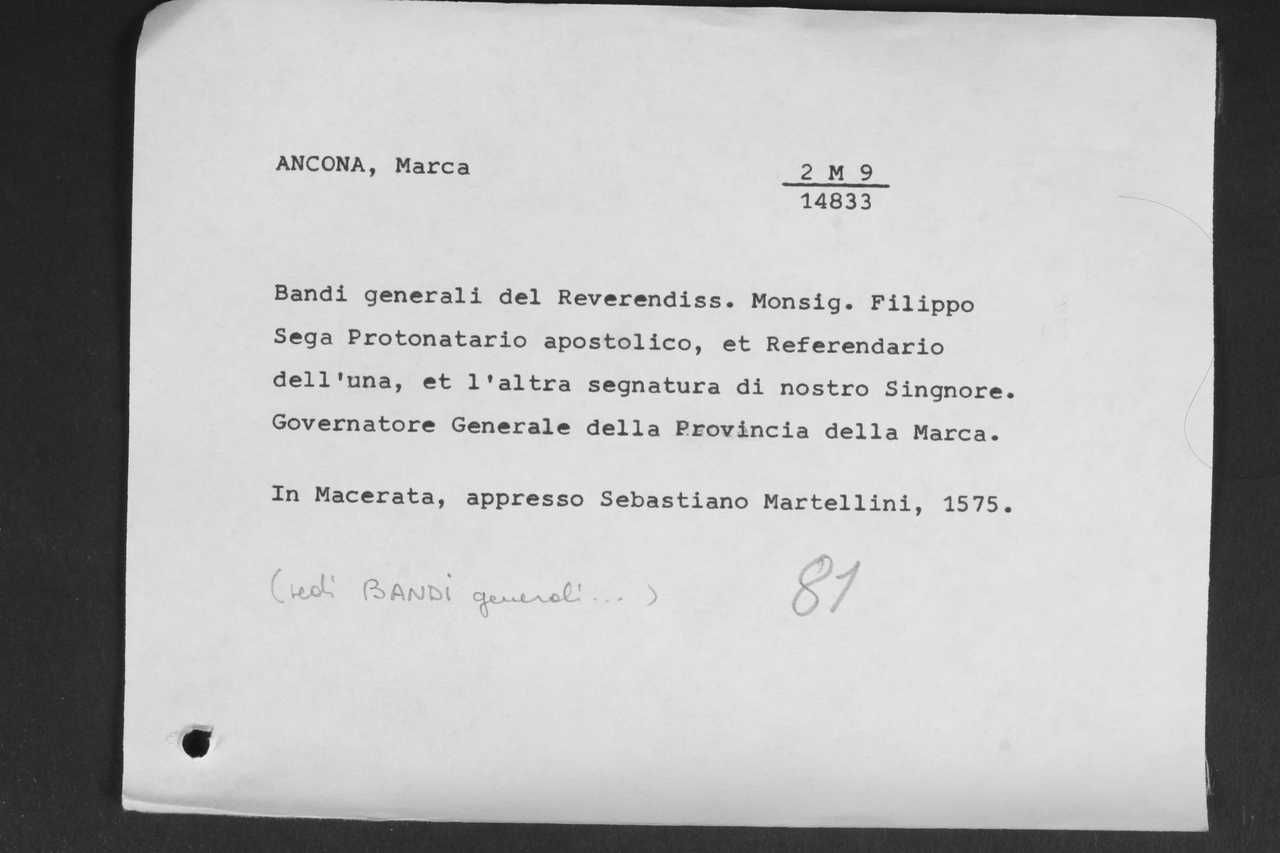 ANCONA, Marca
2 M 9
14833
Bandi generali del Reverendiss. Monsig. Filippo
Sega Protonatario apostolico, et Referendario
dell'una, et l'altra segnatura di nostro Singnore.
Governatore Generale della Provincia della Marca.
In Macerata, appresso Sebastiano Martellini, 1575.
(vedi BANDI generali...)
81